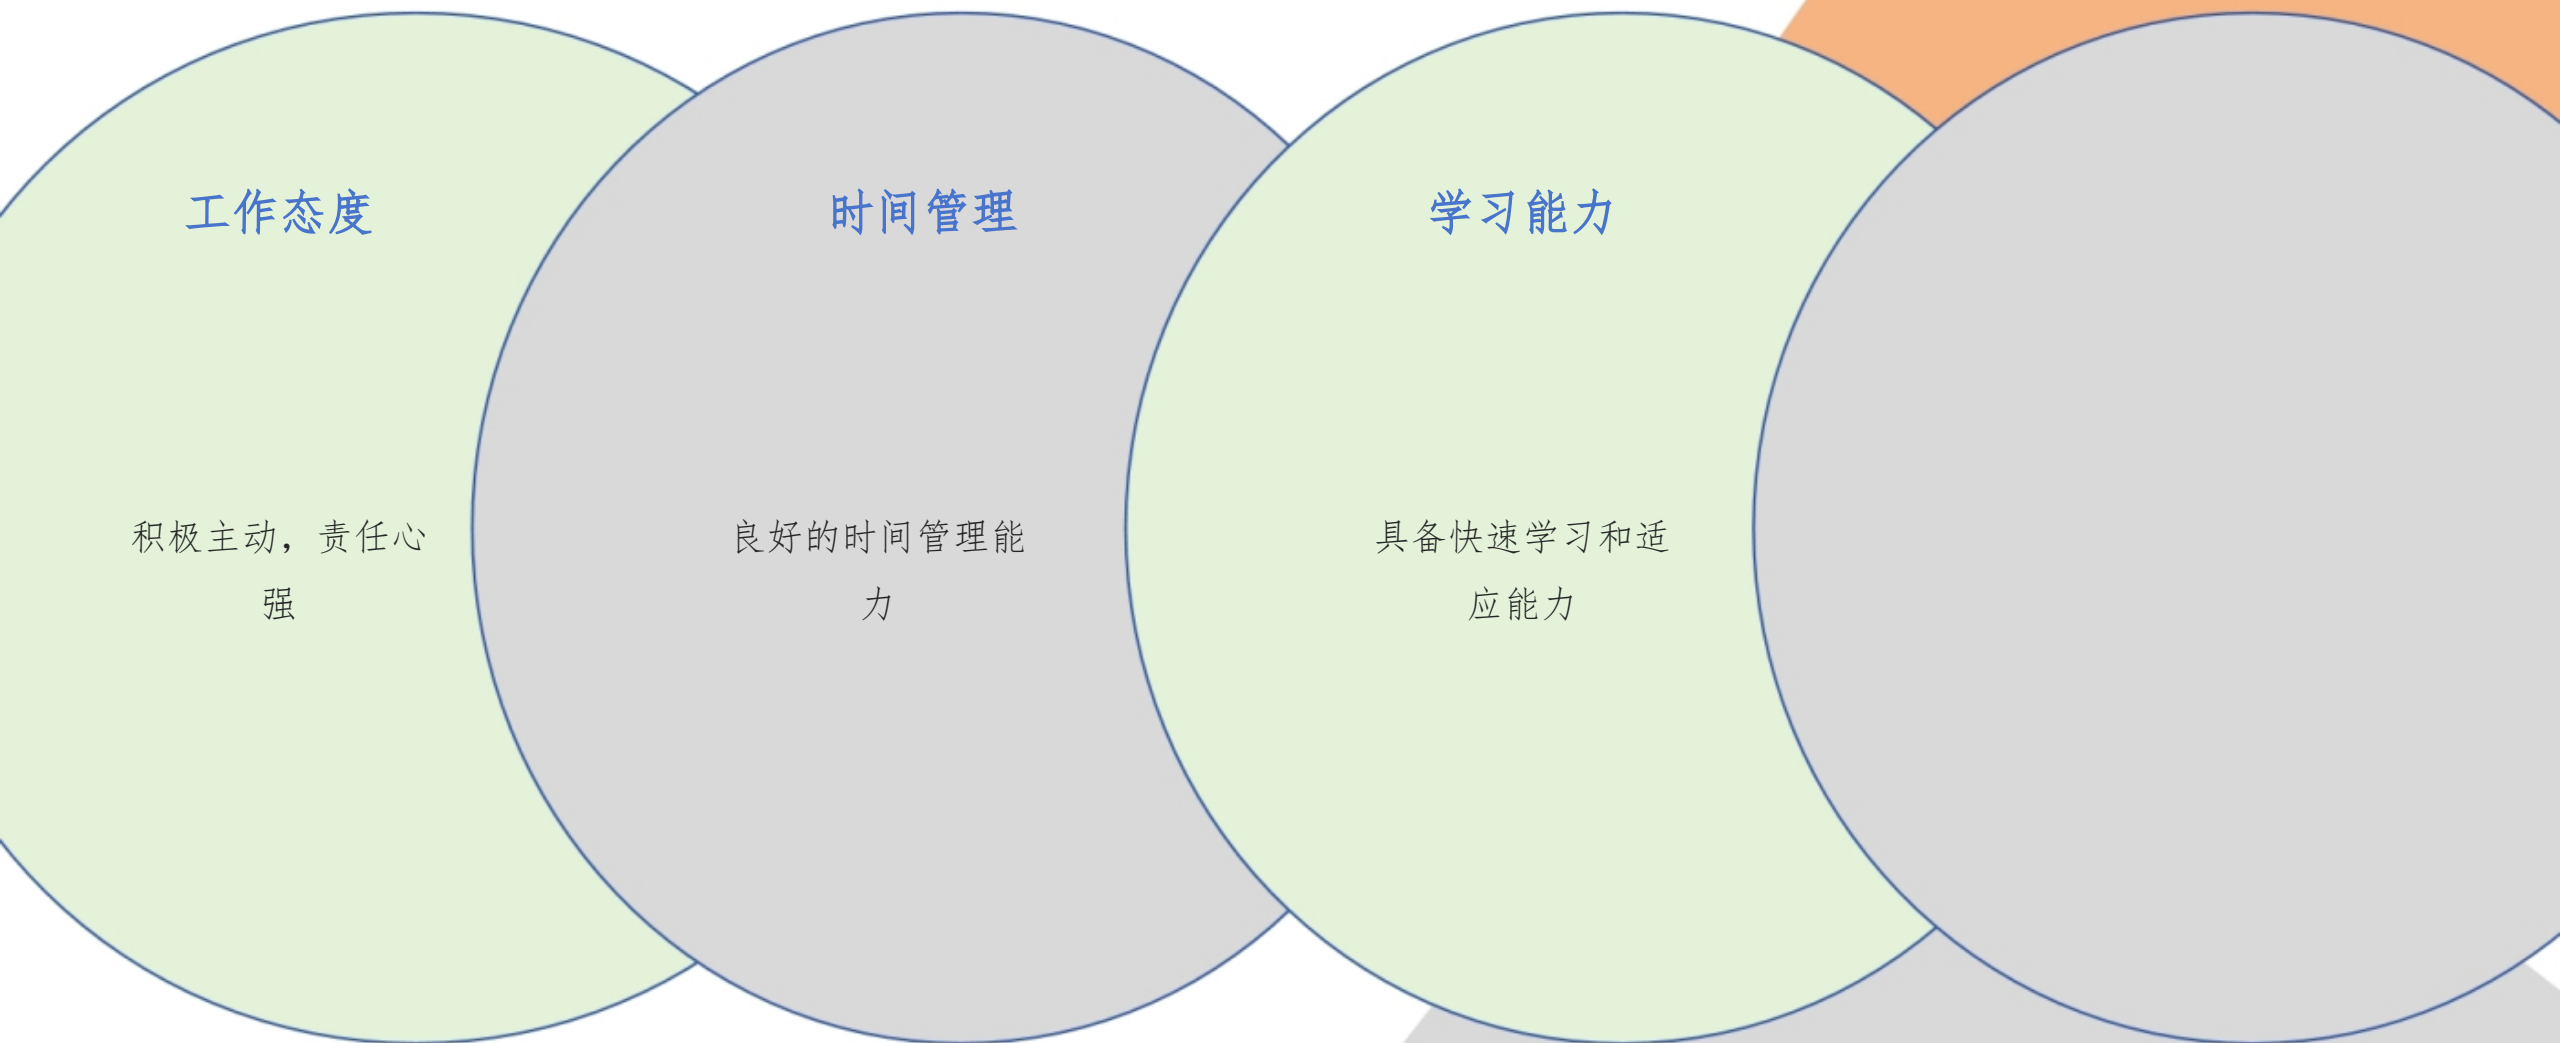 工作态度
积极主动，责任心
强
时间管理
良好的时间管理能
力
学习能力
具备快速学习和适
应能力